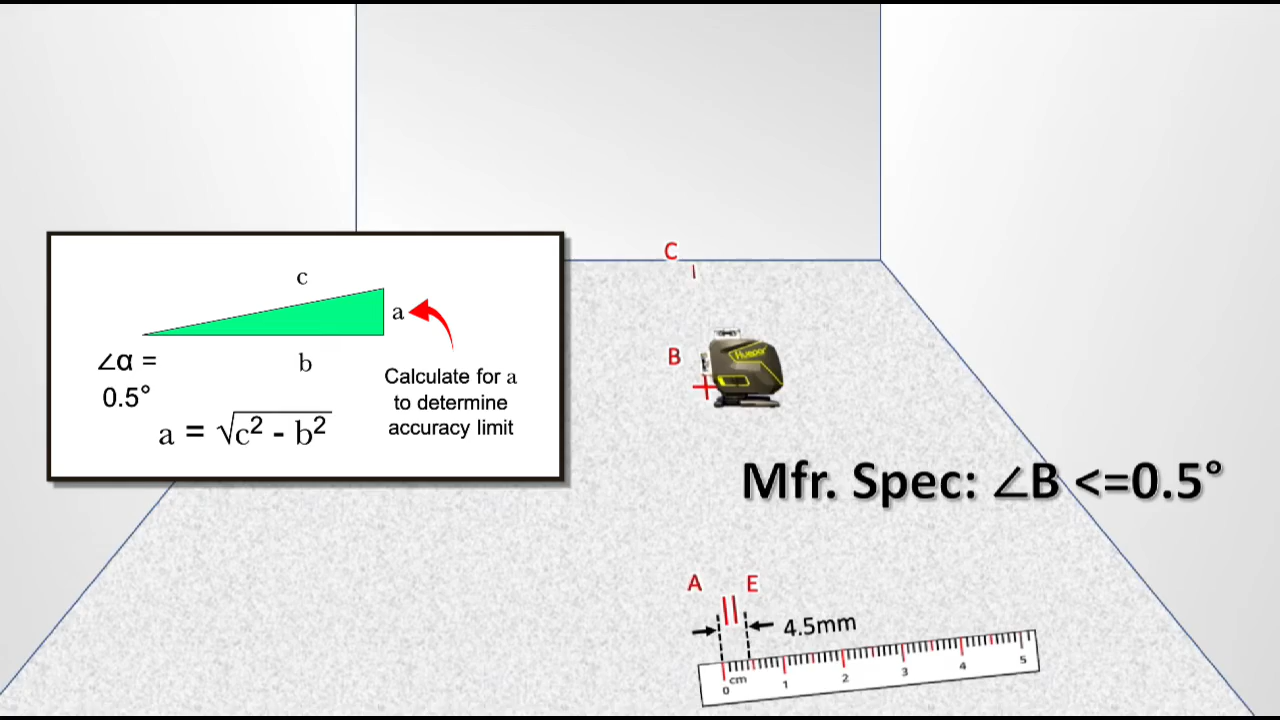 C
c
a
B
Huepar
∠α =
0.5°
b
Calculate for a
to determine
accuracy limit
a = √c² - b²
Mfr. Spec: ∠B <=0.5°
A E
4.5mm
cm
0 1 2 3 4 5